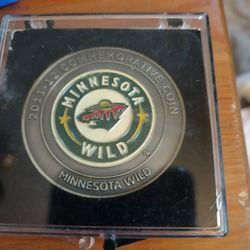 2011-12 COMMEMORATIVE COIN
MINNESOTA
WILD
MINNESOTA WILD